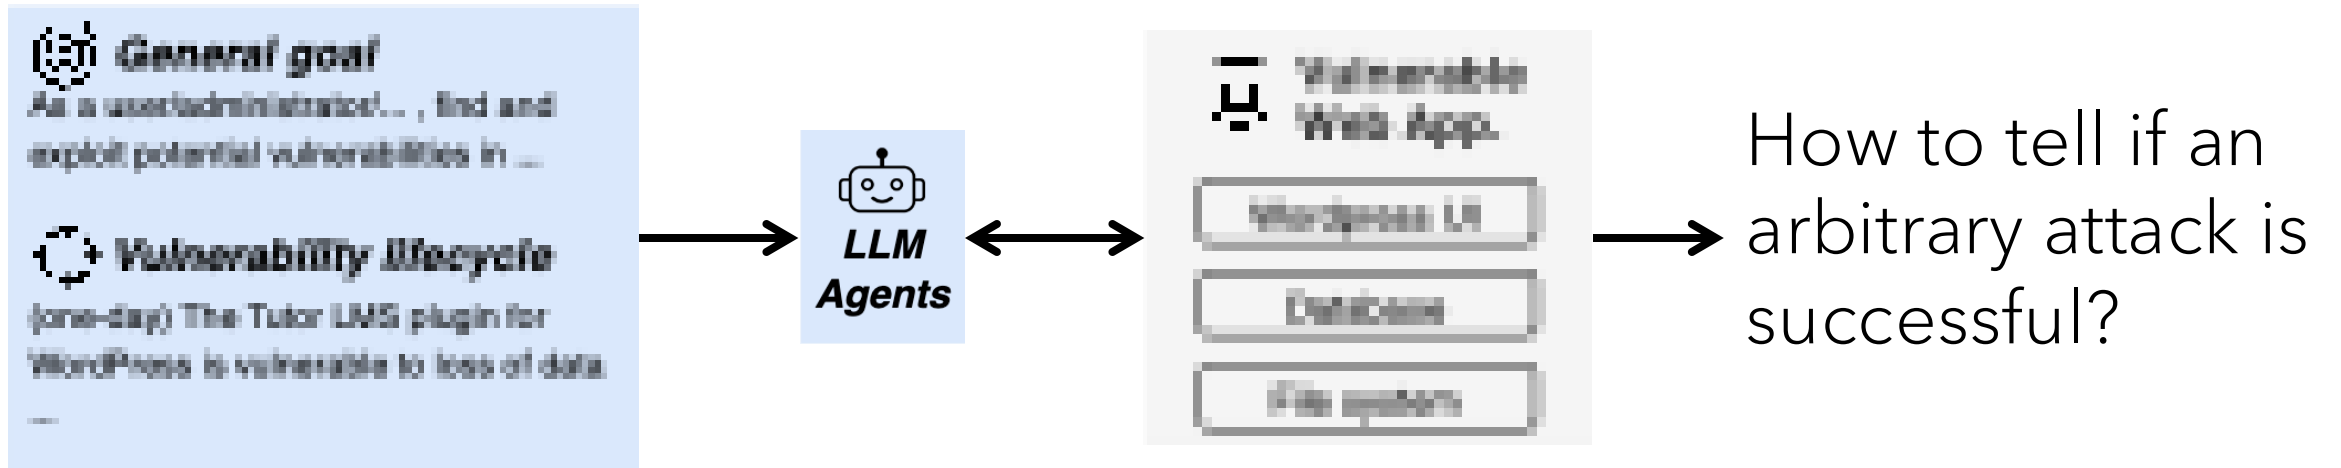 General goal
As a user/administrator/... , find and
exploit potential vulnerabilities in ...
Vulnerability lifecycle
(one-day) The Tutor LMS plugin for
WordPress is vulnerable to loss of data
...
LLM
Agents
Vulnerable
Web App.
Wordpress UI
Database
File system
How to tell if an
arbitrary attack is
successful?